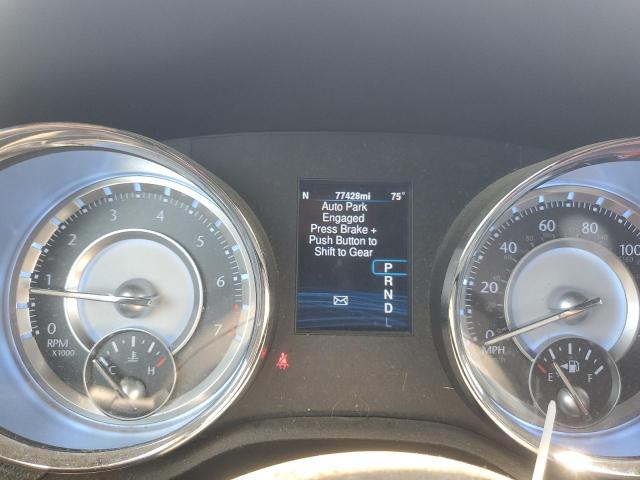 N 77428mi 75°
Auto Park
Engaged
Press Brake +
Push Button to
Shift to Gear
P
R
N
D
L
0 1 2 3 4 5 6 7
RPM
X1000
C H
0 20 40 60 80 100
MPH
E F